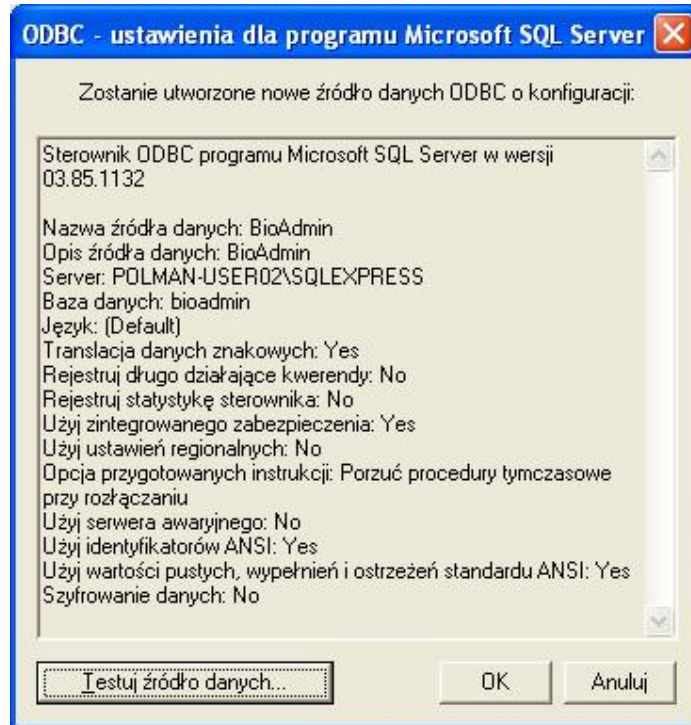 ODBC - ustawienia dla programu Microsoft SQL Server
Zostanie utworzone nowe źródło danych ODBC o konfiguracji:
Sterownik ODBC programu Microsoft SQL Server w wersji
03.85.1132
Nazwa źródła danych: BioAdmin
Opis źródła danych: BioAdmin
Server: POLMAN-USER02\SQLEXPRESS
Baza danych: bioadmin
Język: (Default)
Translacja danych znakowych: Yes
Rejestruj długo działające kwerendy: No
Rejestruj statystykę sterownika: No
Użyj zintegrowanego zabezpieczenia: Yes
Użyj ustawień regionalnych: No
Opcja przygotowanych instrukcji: Porzuć procedury tymczasowe
przy rozłączaniu
Użyj serwera awaryjnego: No
Użyj identyfikatorów ANSI: Yes
Użyj wartości pustych, wypełnień i ostrzeżeń standardu ANSI: Yes
Szyfrowanie danych: No
Testuj źródło danych...
OK
Anuluj